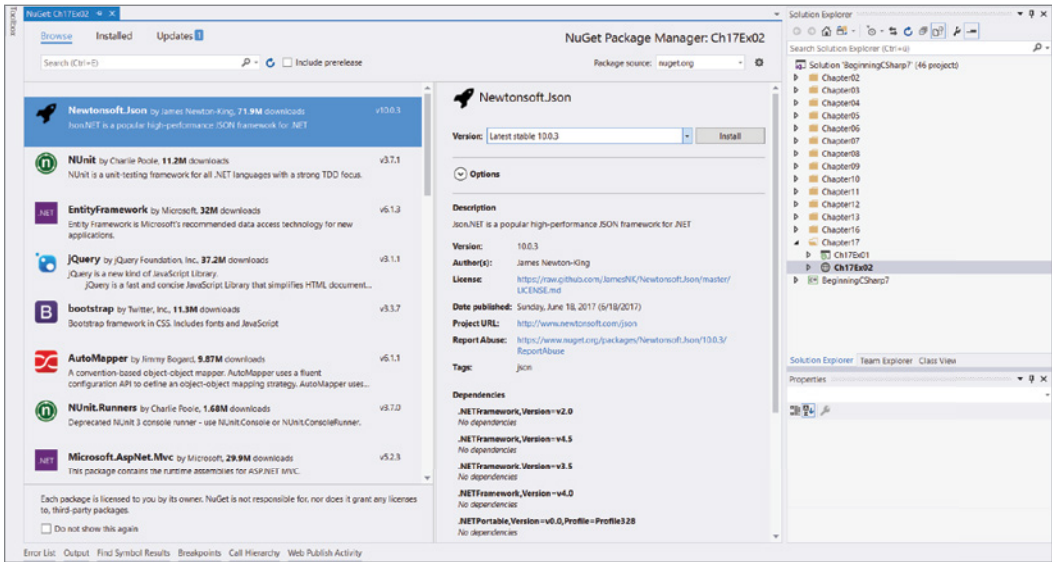 Toolbox
NuGet: Ch17Ex02
Browse Installed Updates 1
NuGet Package Manager: Ch17Ex02
Search (Ctrl+E)
Include prerelease
Package source: nuget.org
Newtonsoft.Json by James Newton-King, 71.9M downloads v10.0.3
Json.NET is a popular high-performance JSON framework for .NET
NUnit by Charlie Poole, 11.2M downloads v3.7.1
NUnit is a unit-testing framework for all .NET languages with a strong TDD focus.
.NET
EntityFramework by Microsoft, 32M downloads v6.1.3
Entity Framework is Microsoft's recommended data access technology for new
applications.
jQuery by jQuery Foundation, Inc, 37.2M downloads v3.1.1
jQuery is a new kind of JavaScript Library.
jQuery is a fast and concise JavaScript Library that simplifies HTML document...
B
bootstrap by Twitter, Inc, 11.3M downloads v3.3.7
Bootstrap framework in CSS. Includes fonts and JavaScript
AutoMapper by Jimmy Bogard, 9.87M downloads v6.1.1
A convention-based object-object mapper. AutoMapper uses a fluent
configuration API to define an object-object mapping strategy. AutoMapper uses...
NUnit.Runners by Charlie Poole, 1.68M downloads v3.7.0
Deprecated NUnit 3 console runner - use NUnit.Console or NUnit.ConsoleRunner.
.NET
Microsoft.AspNet.Mvc by Microsoft, 29.9M downloads v5.2.3
This package contains the runtime assemblies for ASP.NET MVC.
Each package is licensed to you by its owner. NuGet is not responsible for, nor does it grant any licenses
to, third-party packages.
Do not show this again
Newtonsoft.Json
Version: Latest stable 10.0.3 Install
Options
Description
Json.NET is a popular high-performance JSON framework for .NET
Version: 10.0.3
Author(s): James Newton-King
License: https://raw.github.com/JamesNK/Newtonsoft.Json/master/
LICENSE.md
Date published: Sunday, June 18, 2017 (6/18/2017)
Project URL: http://www.newtonsoft.com/json
Report Abuse: https://www.nuget.org/packages/Newtonsoft.Json/10.0.3/
ReportAbuse
Tags: json
Dependencies
.NETFramework,Version=v2.0
No dependencies
.NETFramework,Version=v4.5
No dependencies
.NETFramework,Version=v3.5
No dependencies
.NETFramework,Version=v4.0
No dependencies
.NETPortable,Version=v0.0,Profile=Profile328
No dependencies
Solution Explorer
Search Solution Explorer (Ctrl+ü)
Solution 'BeginningCSharp7' (46 projects)
Chapter02
Chapter03
Chapter04
Chapter05
Chapter06
Chapter07
Chapter08
Chapter09
Chapter10
Chapter11
Chapter12
Chapter13
Chapter16
Chapter17
Ch17Ex01
Ch17Ex02
C# BeginningCSharp7
Solution Explorer Team Explorer Class View
Properties
Error List Output Find Symbol Results Breakpoints Call Hierarchy Web Publish Activity